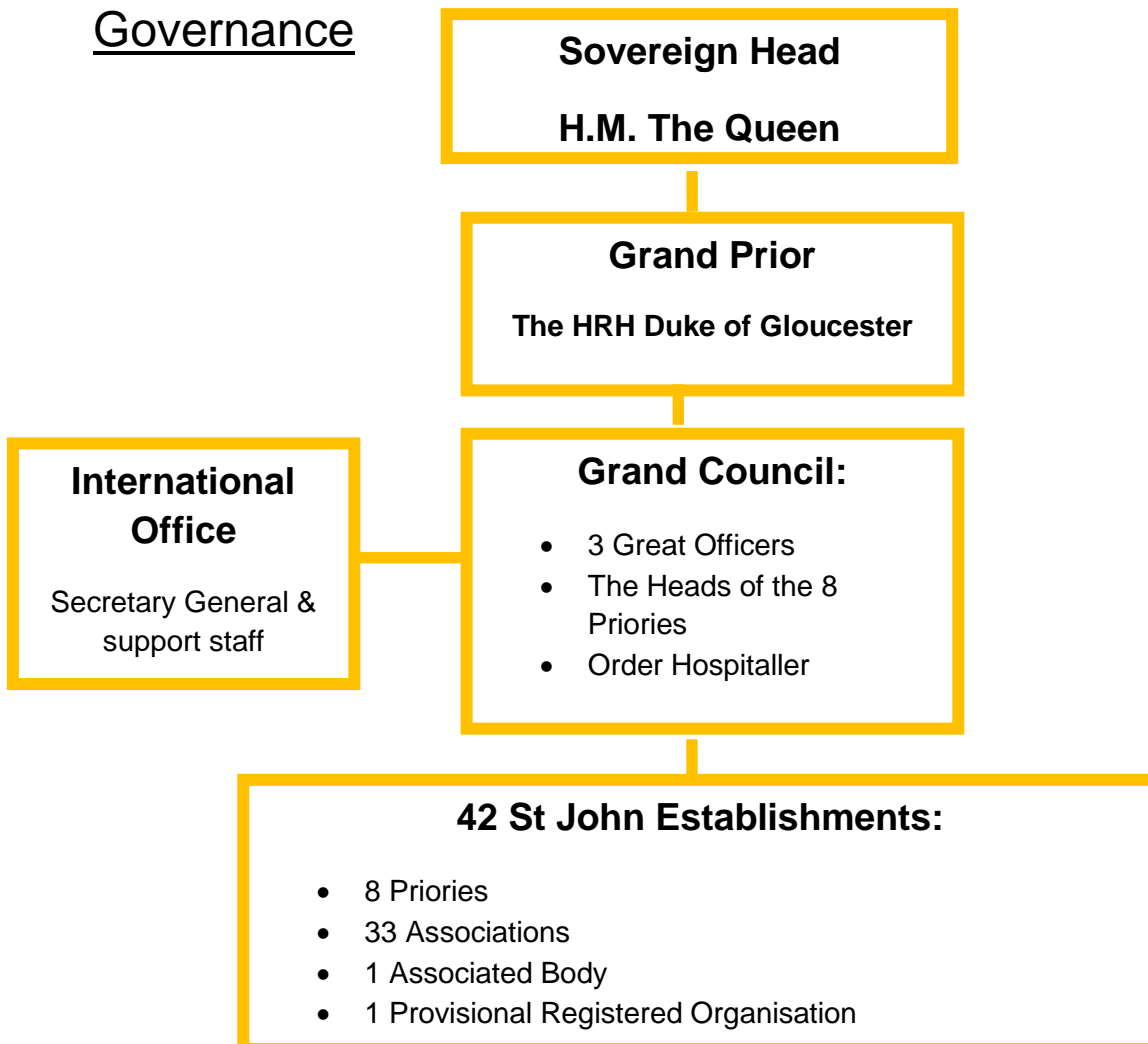 Governance
Sovereign Head
H.M. The Queen
Grand Prior
The HRH Duke of Gloucester
International
Office
Secretary General &
support staff
Grand Council:
• 3 Great Officers
• The Heads of the 8
Priories
• Order Hospitaller
42 St John Establishments:
• 8 Priories
• 33 Associations
• 1 Associated Body
• 1 Provisional Registered Organisation